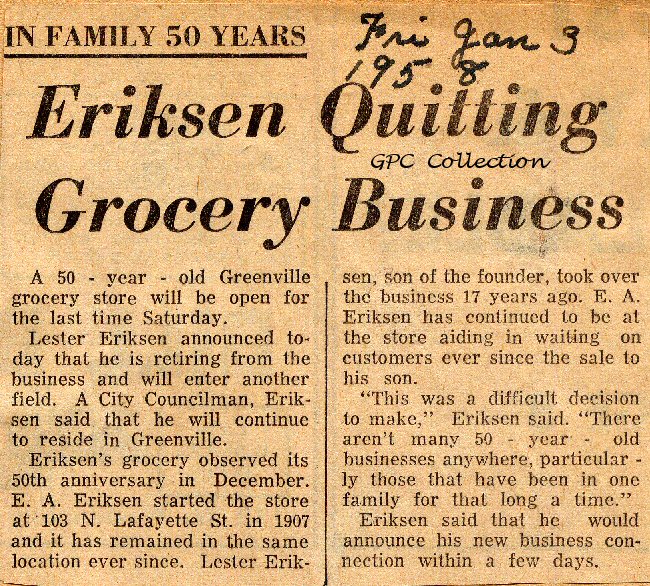 IN FAMILY 50 YEARS
Fri Jan 3
1958
Eriksen Quitting
GPC Collection
Grocery Business
A 50 - year - old Greenville
grocery store will be open for
the last time Saturday.
Lester Eriksen announced to-
day that he is retiring from the
business and will enter another
field. A City Councilman, Erik-
sen said that he will continue
to reside in Greenville.
Eriksen's grocery observed its
50th anniversary in December.
E. A. Eriksen started the store
at 103 N. Lafayette St. in 1907
and it has remained in the same
location ever since. Lester Erik-
sen, son of the founder, took over
the business 17 years ago. E. A.
Eriksen has continued to be at
the store aiding in waiting on
customers ever since the sale to
his son.
"This was a difficult decision
to make," Eriksen said. "There
aren't many 50 - year - old
businesses anywhere, particular -
ly those that have been in one
family for that long a time."
Eriksen said that he would
announce his new business con-
nection within a few days.